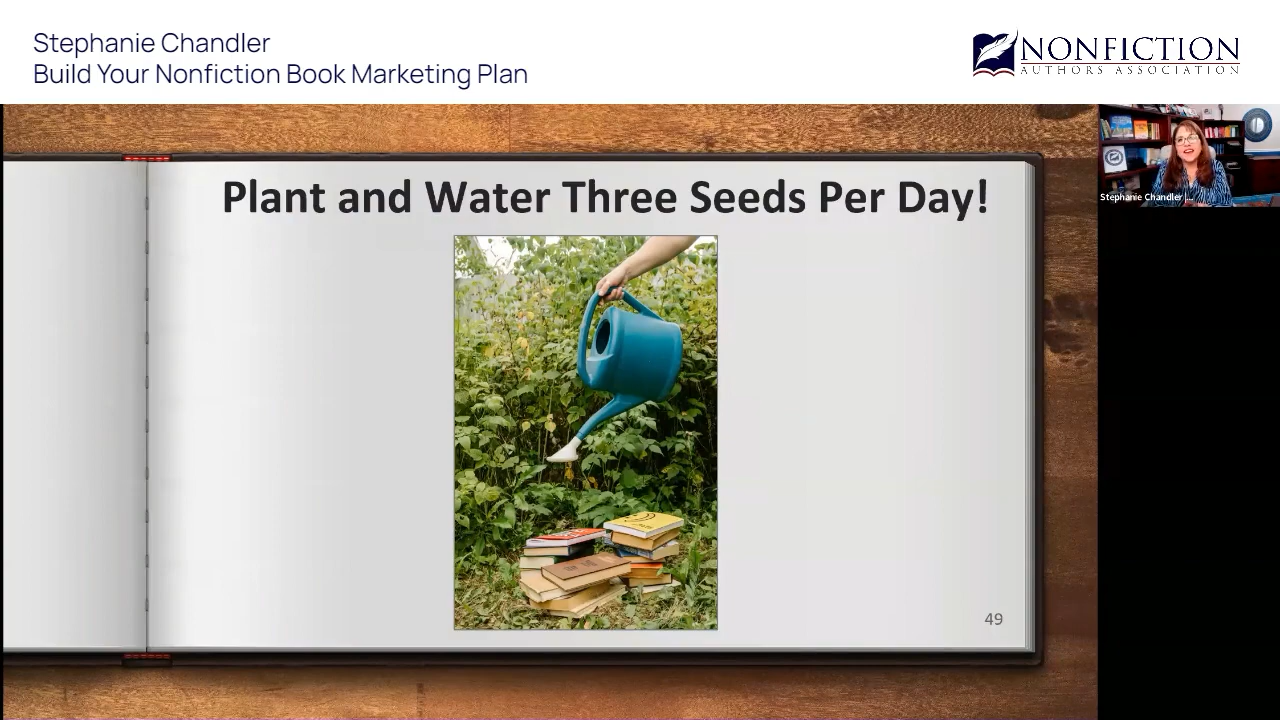 Stephanie Chandler
Build Your Nonfiction Book Marketing Plan
NONFICTION
AUTHORS ASSOCIATION
Plant and Water Three Seeds Per Day!
Stephanie Chandler |...
49